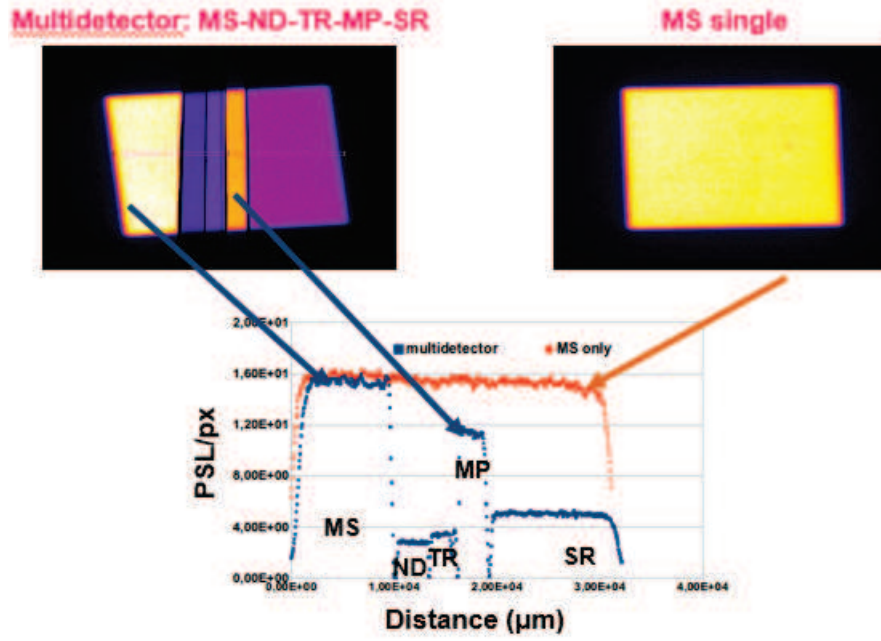 Multidetector: MS-ND-TR-MP-SR
MS single
2,00E+01
multidetector
MS only
1,60E+01
1,20E+01
8,00E+00
4,00E+00
0,00E+00
PSL/px
MS
ND
TR
MP
SR
0,00E+00
1,00E+04
2,00E+04
3,00E+04
4,00E+04
Distance (µm)